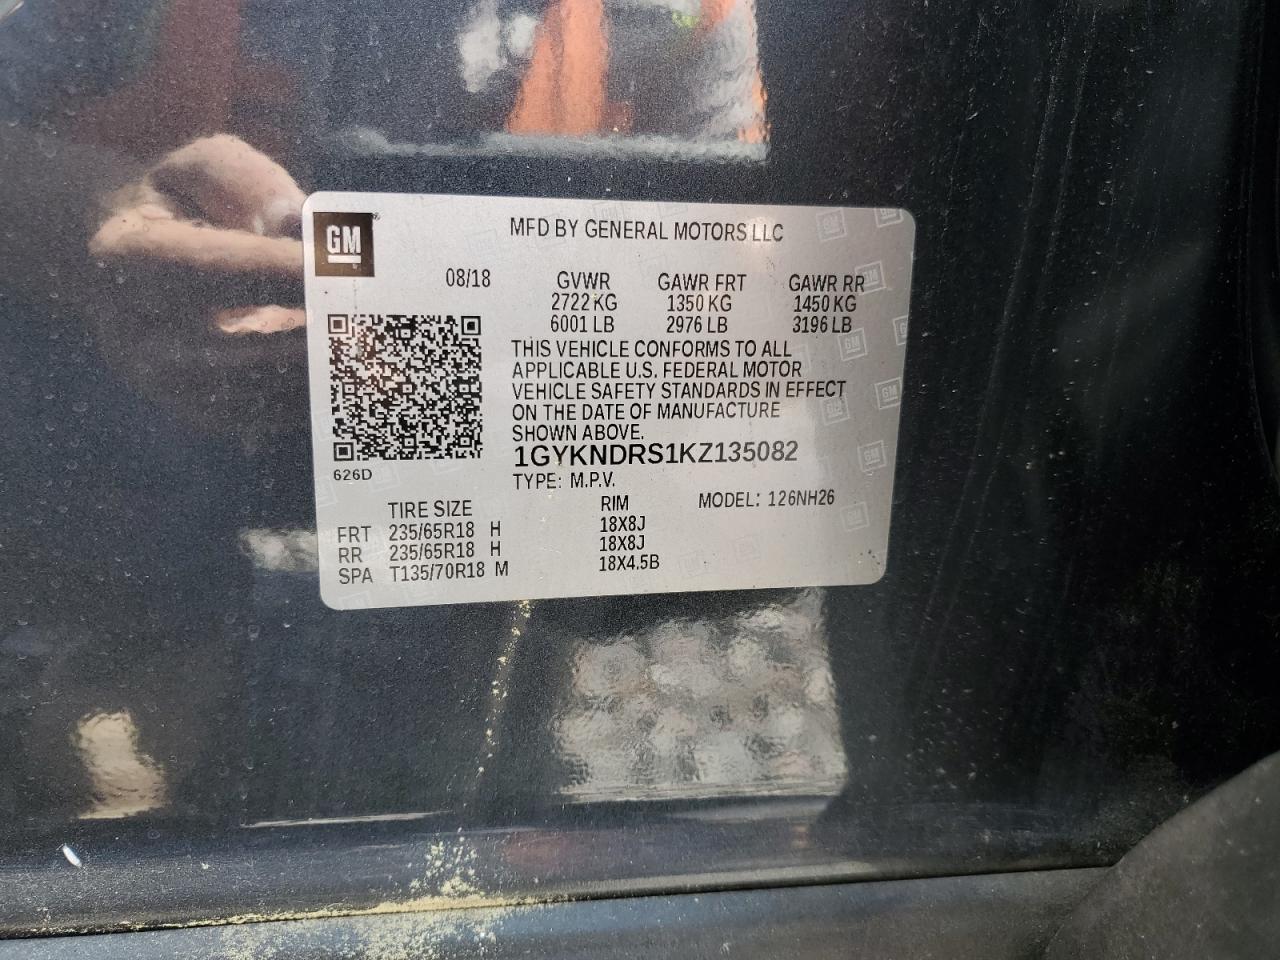 GM
MFD BY GENERAL MOTORS LLC
08/18 GVWR GAWR FRT GAWR RR
2722 KG 1350 KG 1450 KG
6001 LB 2976 LB 3196 LB
THIS VEHICLE CONFORMS TO ALL
APPLICABLE U.S. FEDERAL MOTOR
VEHICLE SAFETY STANDARDS IN EFFECT
ON THE DATE OF MANUFACTURE
SHOWN ABOVE.
1GYKNDRS1KZ135082
626D
TYPE: M.P.V.
TIRE SIZE RIM MODEL: 126NH26
FRT 235/65R18 H 18X8J
RR 235/65R18 H 18X8J
SPA T135/70R18 M 18X4.5B